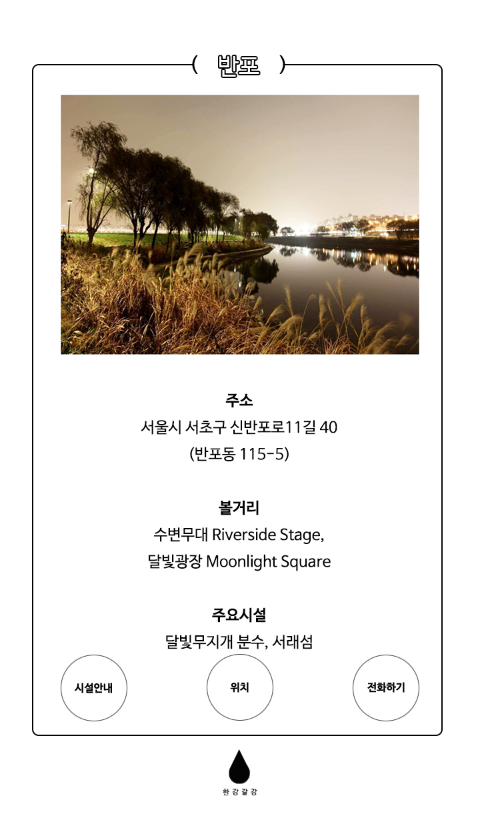 ( 반포 )
주소
서울시 서초구 신반포로11길 40
(반포동 115-5)
볼거리
수변무대 Riverside Stage,
달빛광장 Moonlight Square
주요시설
달빛무지개 분수, 서래섬
시설안내
위치
전화하기
한강갈감